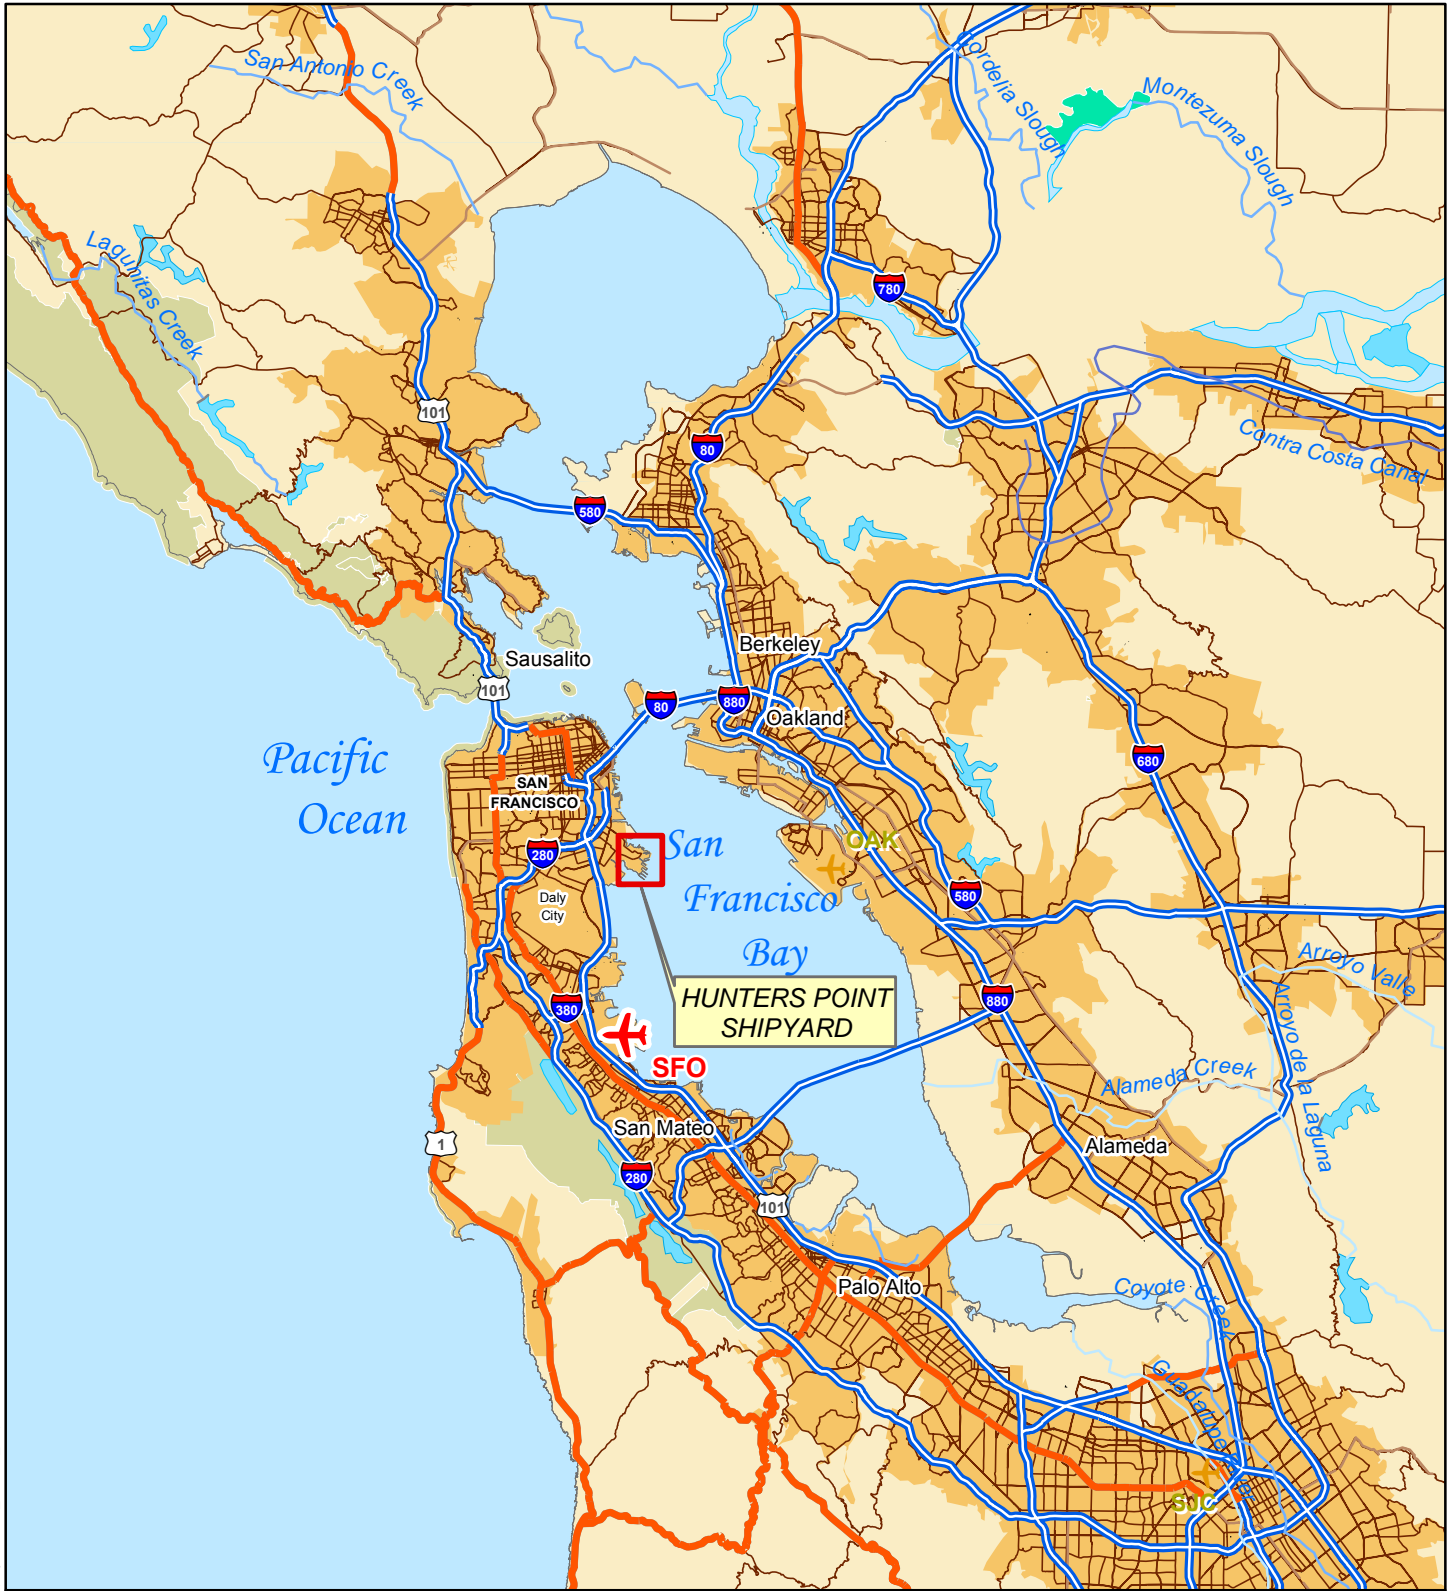 San Antonio Creek
Cordelia Slough
Montezuma Slough
Lagunitas Creek
780
101
80
Contra Costa Canal
580
Sausalito
Berkeley
101
80
880
Oakland
Pacific
Ocean
680
SAN
FRANCISCO
San
Francisco
Bay
OAK
280
580
Daly
City
Arroyo Valle
HUNTERS POINT
SHIPYARD
380
880
Arroyo de la Laguna
SFO
Alameda Creek
San Mateo
1
Alameda
280
101
Palo Alto
Coyote Creek
Guadalupe River
SJC